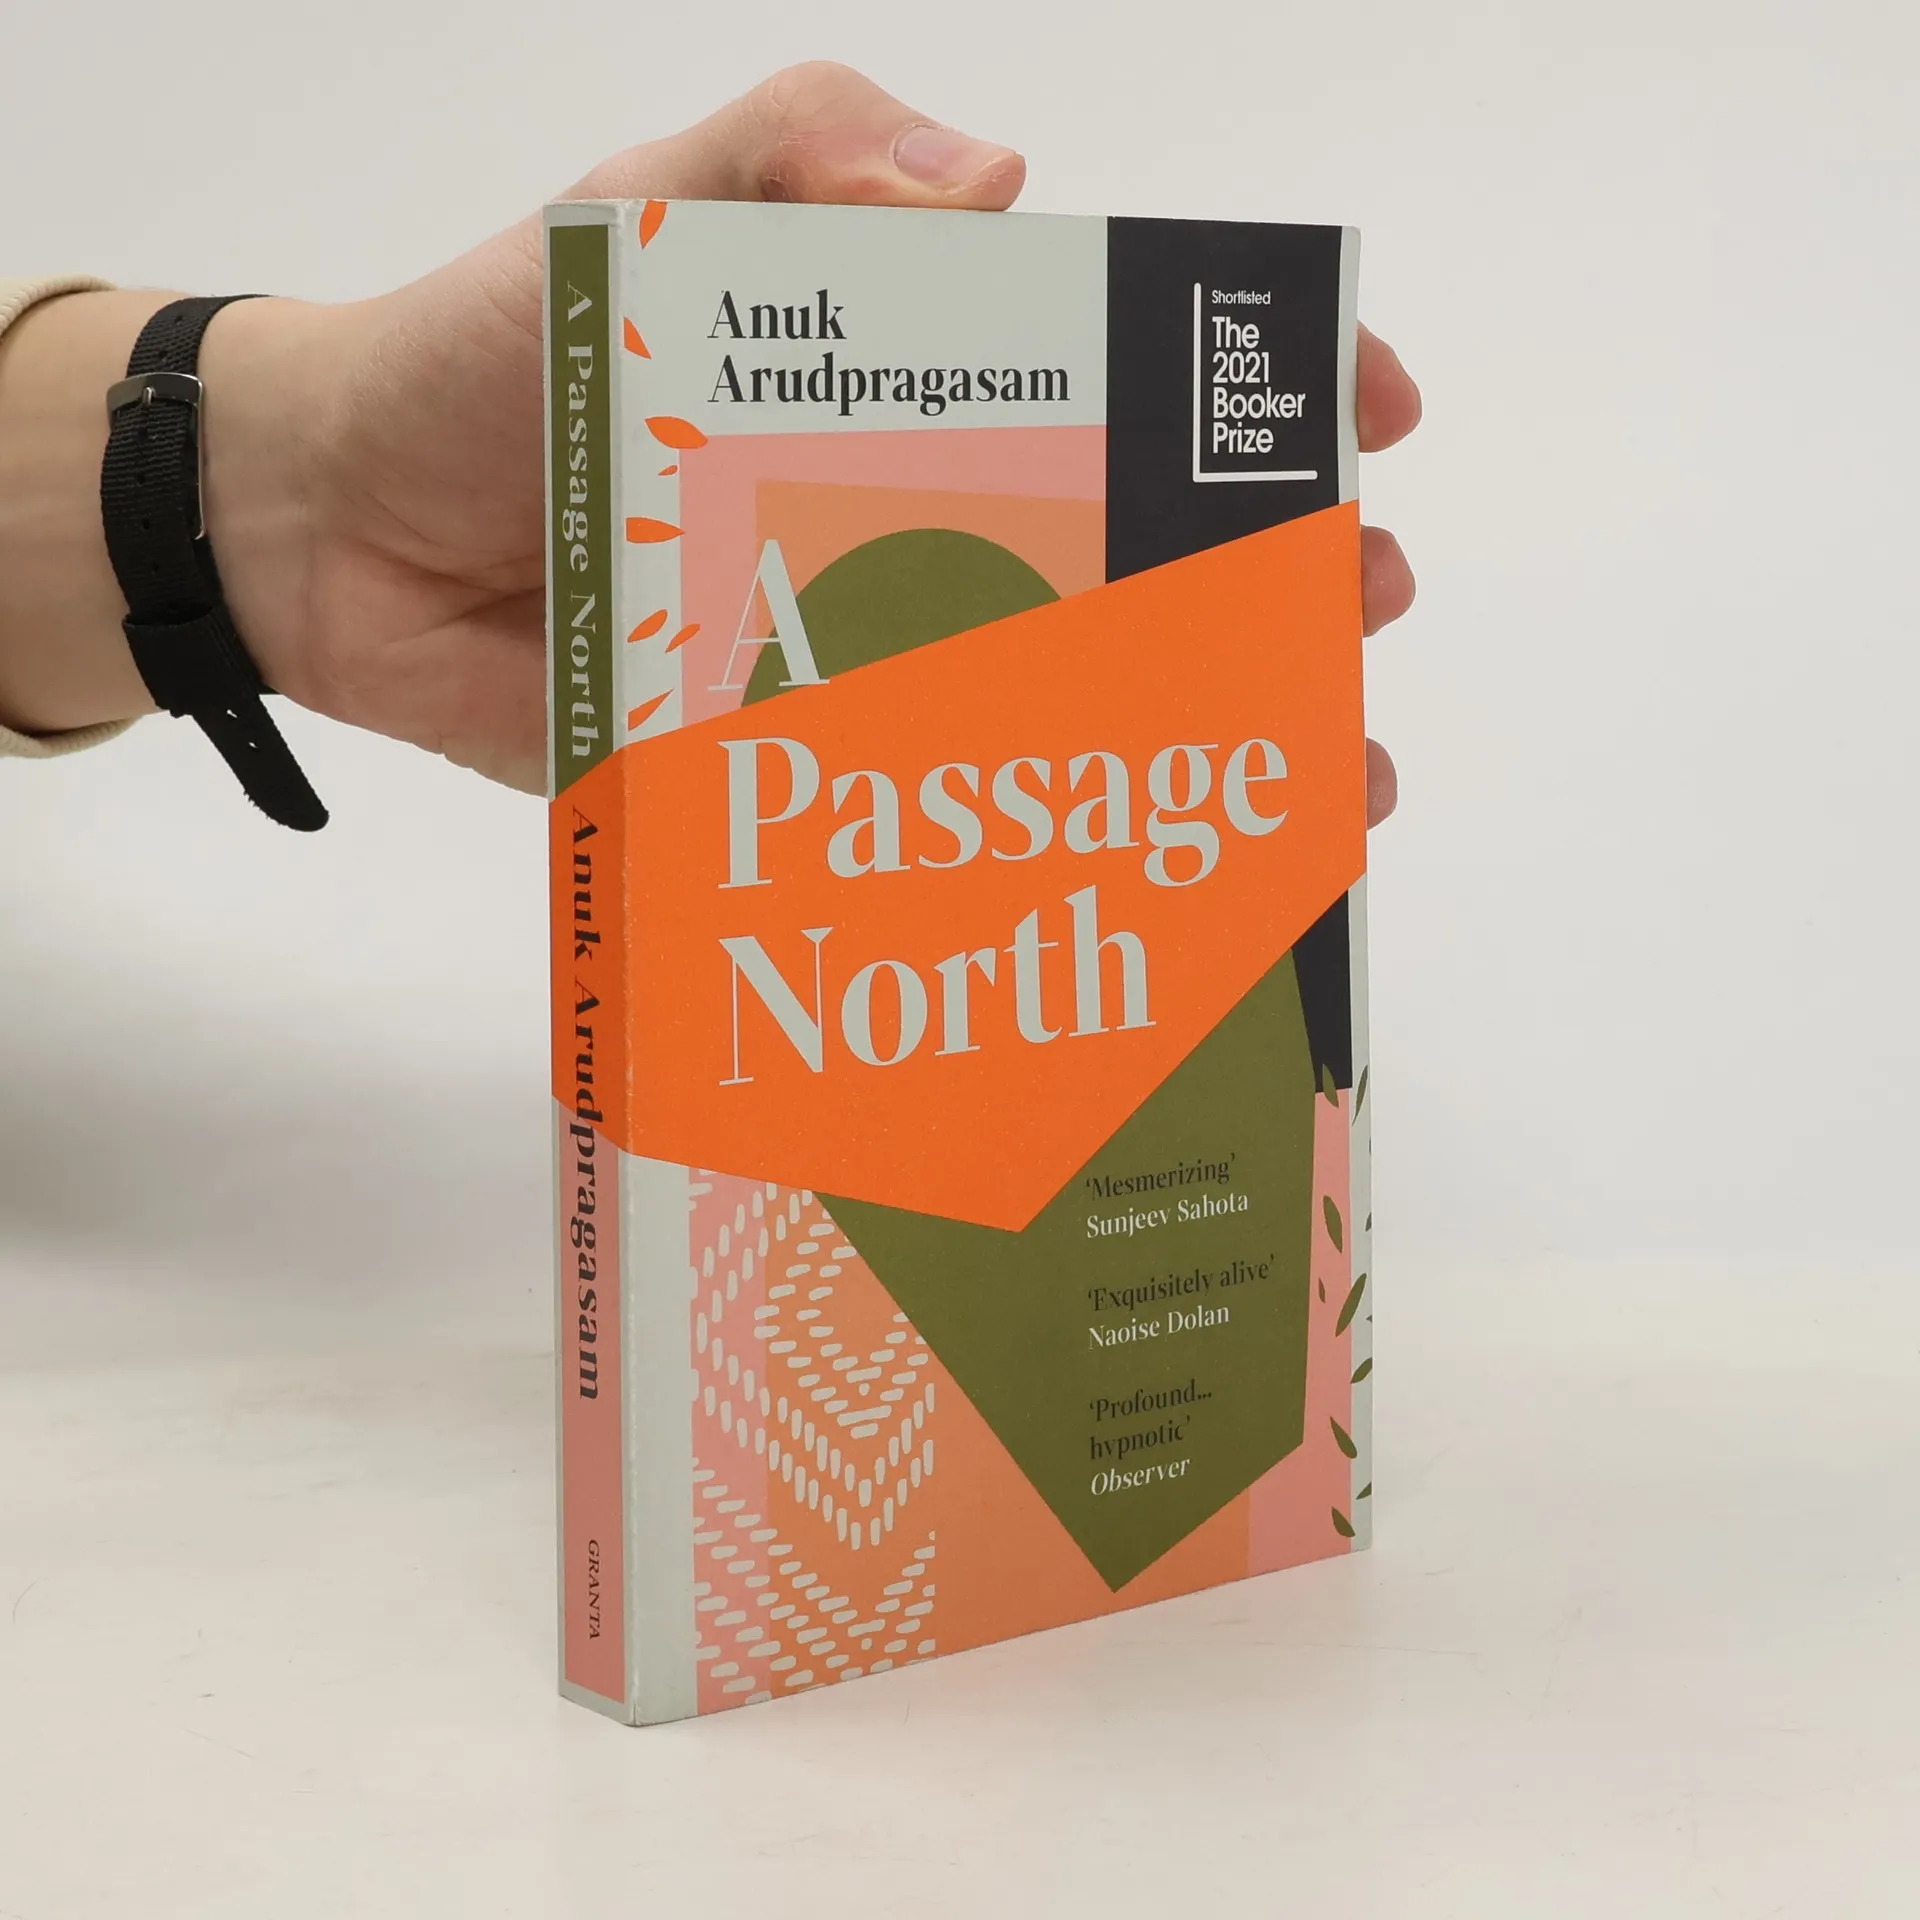 A Passage North Anuk Arudpragasam GRANTA
Anuk
Arudpragasam
Shortlisted
The
2021
Booker
Prize
A
Passage
North
‘Mesmerizing’
Sunjeev Sahota
‘Exquisitely alive’
Naoise Dolan
‘Profound...
hypnotic’
Observer